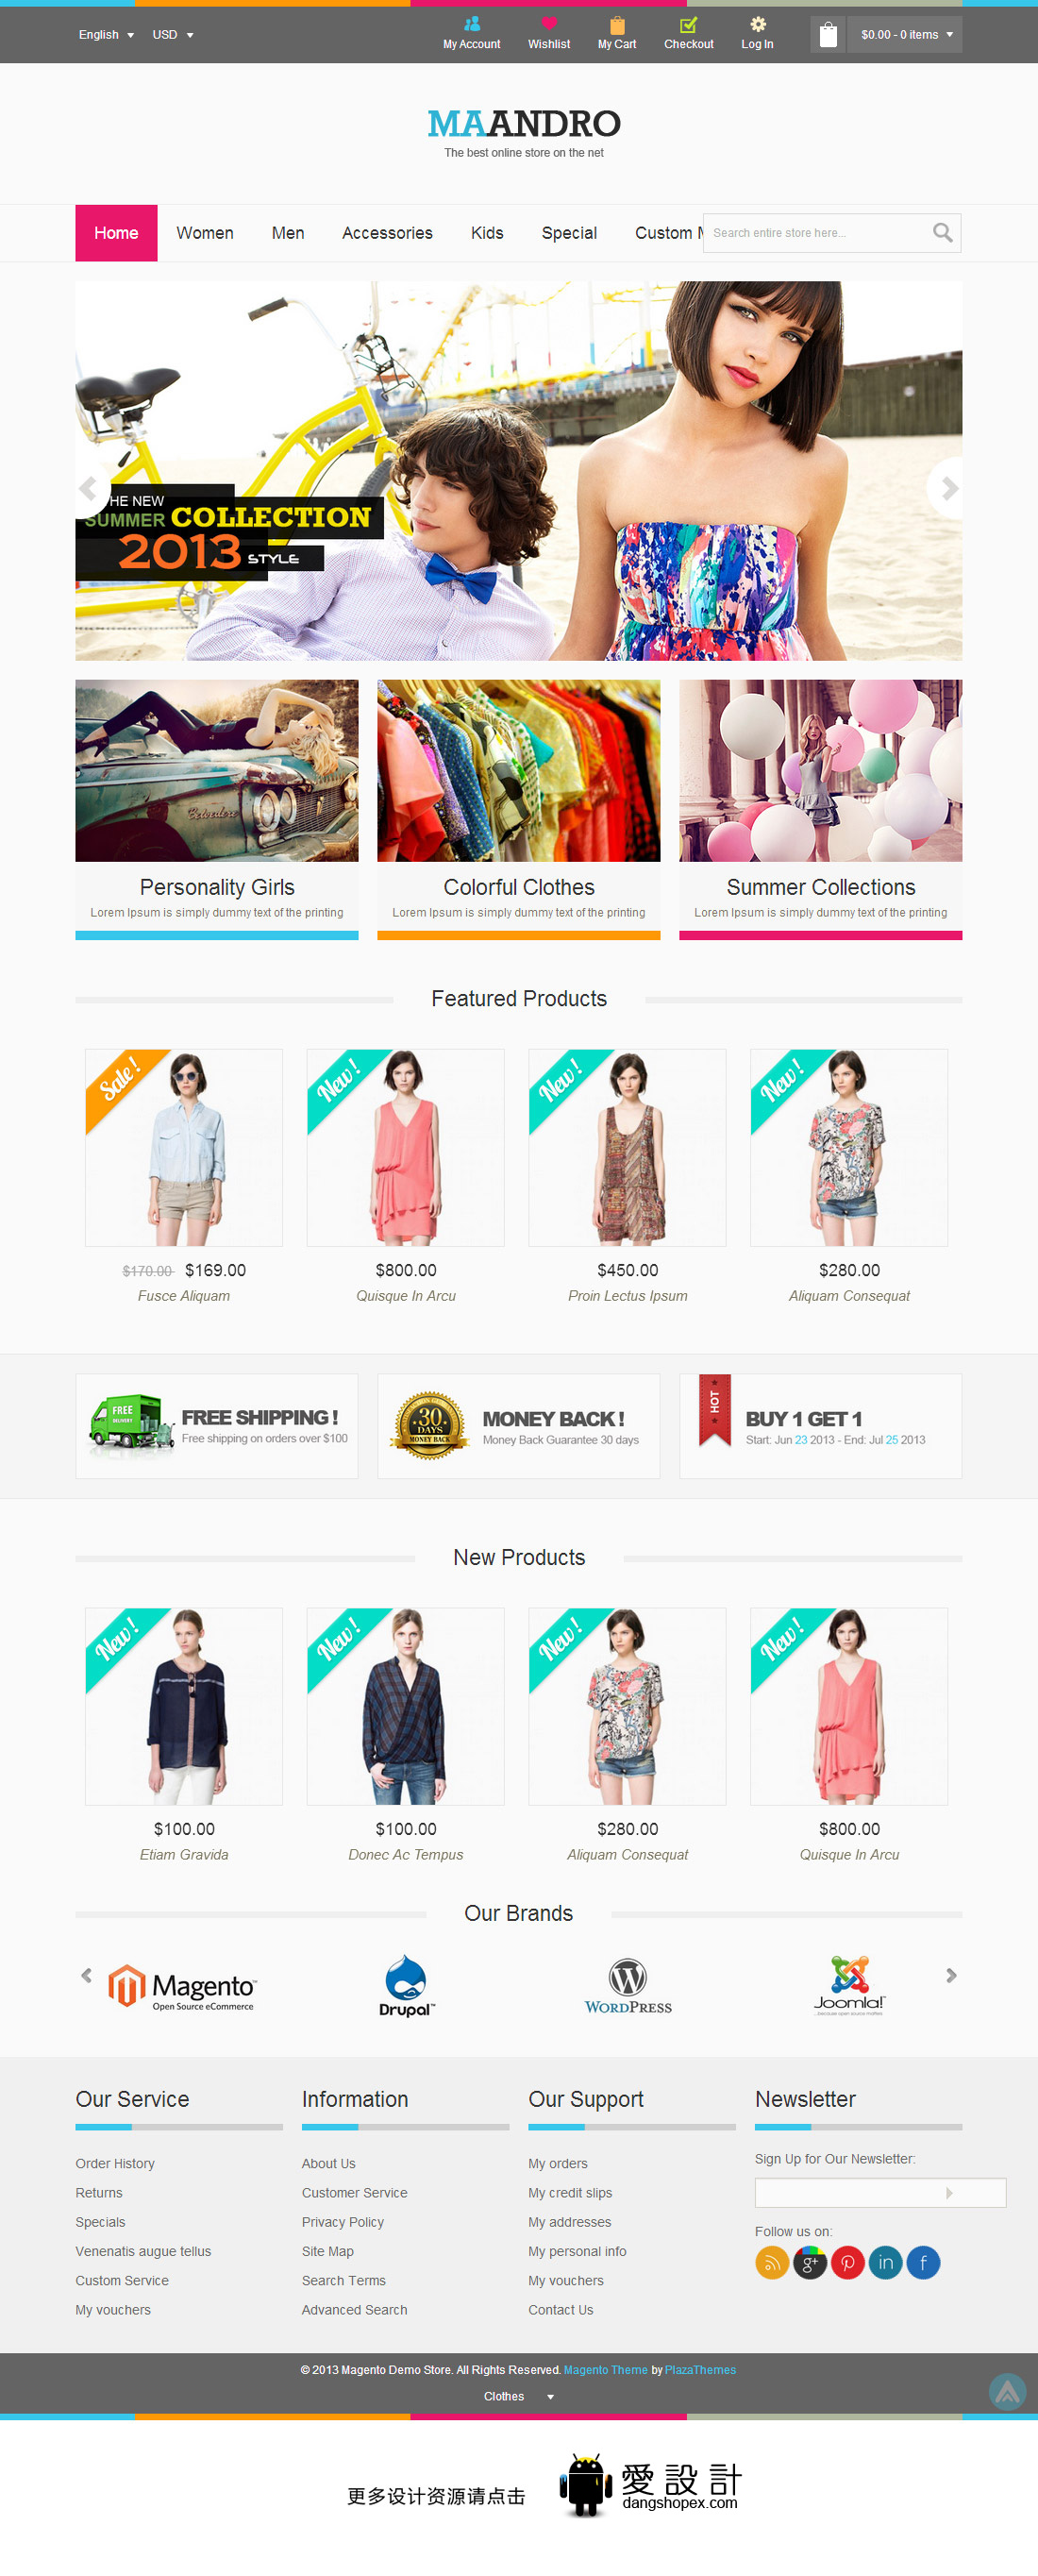 English USD
My Account Wishlist My Cart Checkout Log In
$0.00 - 0 items
MAANDRO
The best online store on the net
Home Women Men Accessories Kids Special Custom
Search entire store here...
THE NEW
SUMMER COLLECTION
2013 STYLE
Belvedere
Personality Girls
Lorem Ipsum is simply dummy text of the printing
Colorful Clothes
Lorem Ipsum is simply dummy text of the printing
Summer Collections
Lorem Ipsum is simply dummy text of the printing
Featured Products
Sale!
New!
New!
New!
$170.00 $169.00
Fusce Aliquam
$800.00
Quisque In Arcu
$450.00
Proin Lectus Ipsum
$280.00
Aliquam Consequat
FREE
DELIVERY
FREE SHIPPING !
Free shipping on orders over $100
30
DAYS
MONEY BACK
MONEY BACK !
Money Back Guarantee 30 days
HOT
BUY 1 GET 1
Start: Jun 23 2013 - End: Jul 25 2013
New Products
New!
New!
New!
New!
$100.00
Etiam Gravida
$100.00
Donec Ac Tempus
$280.00
Aliquam Consequat
$800.00
Quisque In Arcu
Our Brands
Magento™
Open Source eCommerce
Drupal™
WORDPRESS
Joomla!
Our Service
Order History
Returns
Specials
Venenatis augue tellus
Custom Service
My vouchers
Information
About Us
Customer Service
Privacy Policy
Site Map
Search Terms
Advanced Search
Our Support
My orders
My credit slips
My addresses
My personal info
My vouchers
Contact Us
Newsletter
Sign Up for Our Newsletter:
Follow us on:
g+ in f
© 2013 Magento Demo Store. All Rights Reserved. Magento Theme by PlazaThemes
Clothes
更多设计资源请点击
愛設計
dangshopex.com